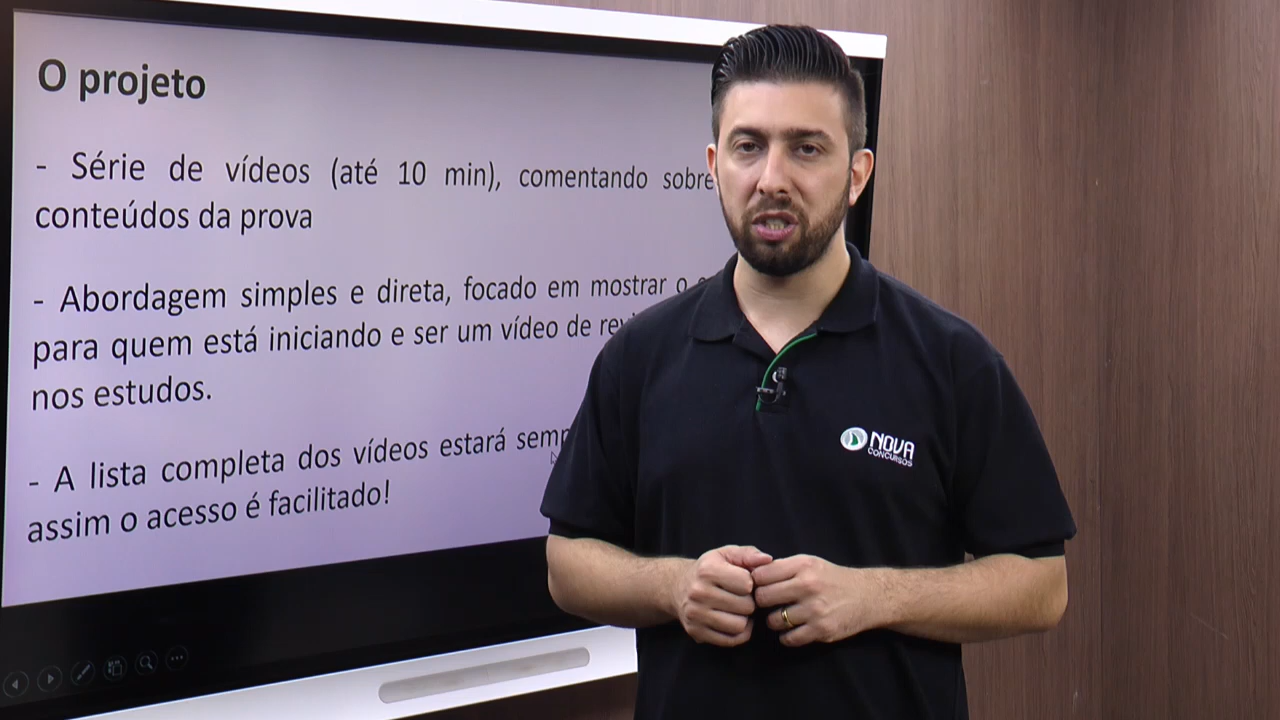 O projeto
- Série de vídeos (até 10 min), comentando sobre
conteúdos da prova
- Abordagem simples e direta, focado em mostrar o
para quem está iniciando e ser um vídeo de
nos estudos.
- A lista completa dos vídeos estará
assim o acesso é facilitado!
NOVA
CONCURSOS